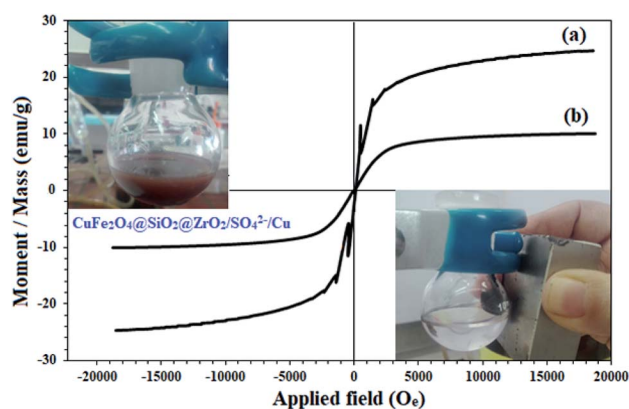 30
(a)
20
(b)
10
0
CuFe₂O₄@SiO₂@ZrO₂/SO₄²⁻/Cu
-10
-20
-30
-20000 -15000 -10000 -5000 0 5000 10000 15000 20000
Applied field (Oₑ)
Moment / Mass (emu/g)